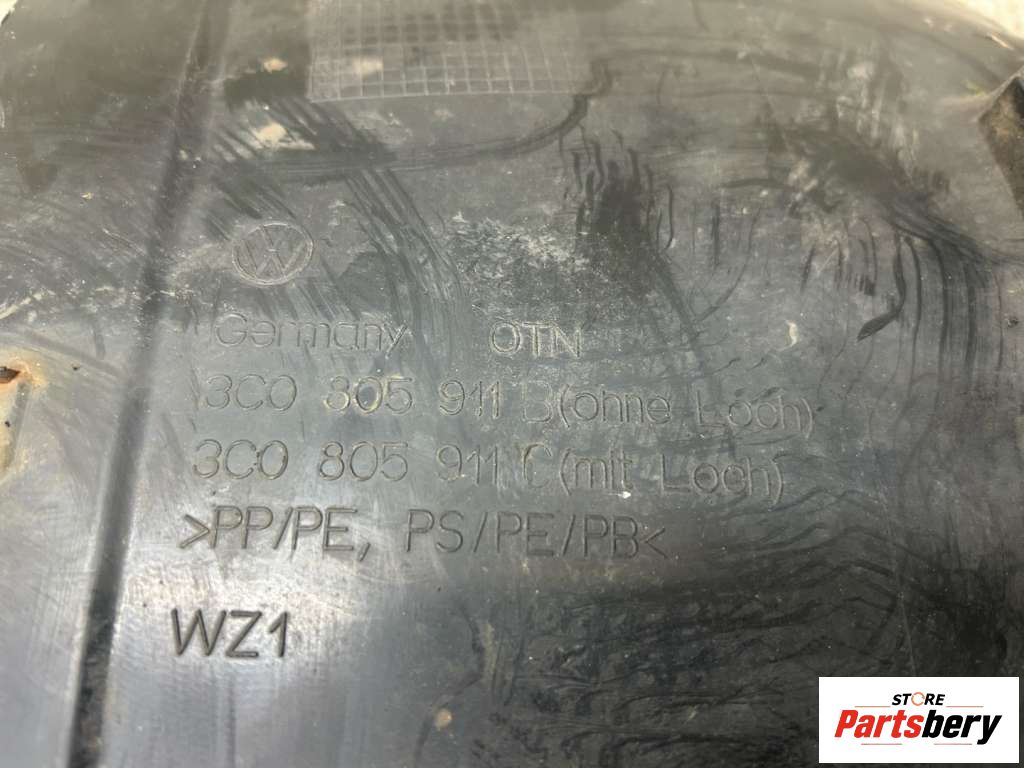 Germany OTN
3C0 805 911 B(ohne Loch)
3C0 805 911 C(mit Loch)
>PP/PE, PS/PE/PB<
WZ1
STORE
Partsbery